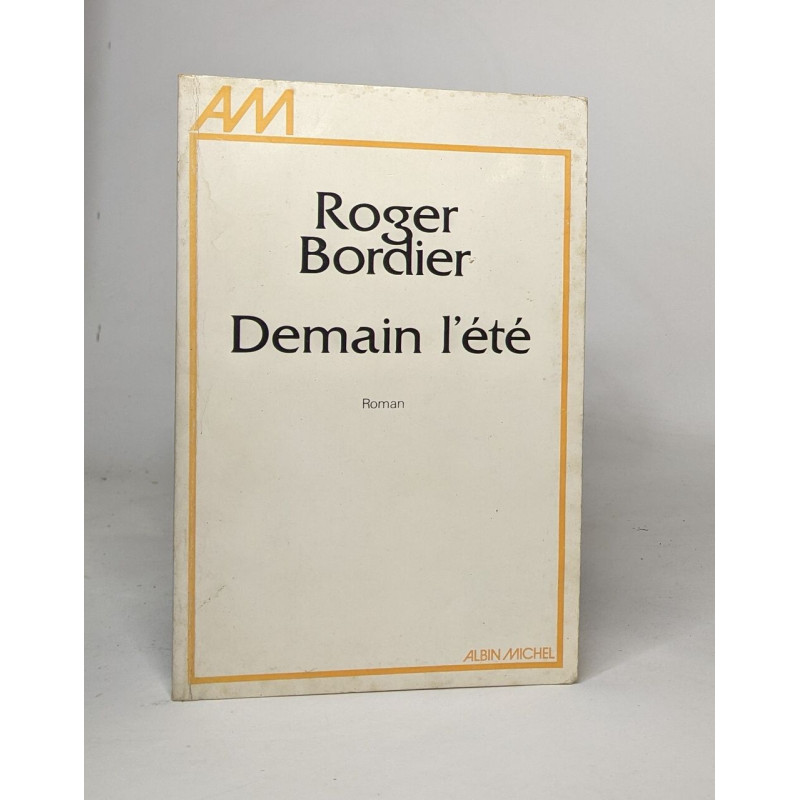 AM
Roger
Bordier
Demain l'été
Roman
ALBIN MICHEL